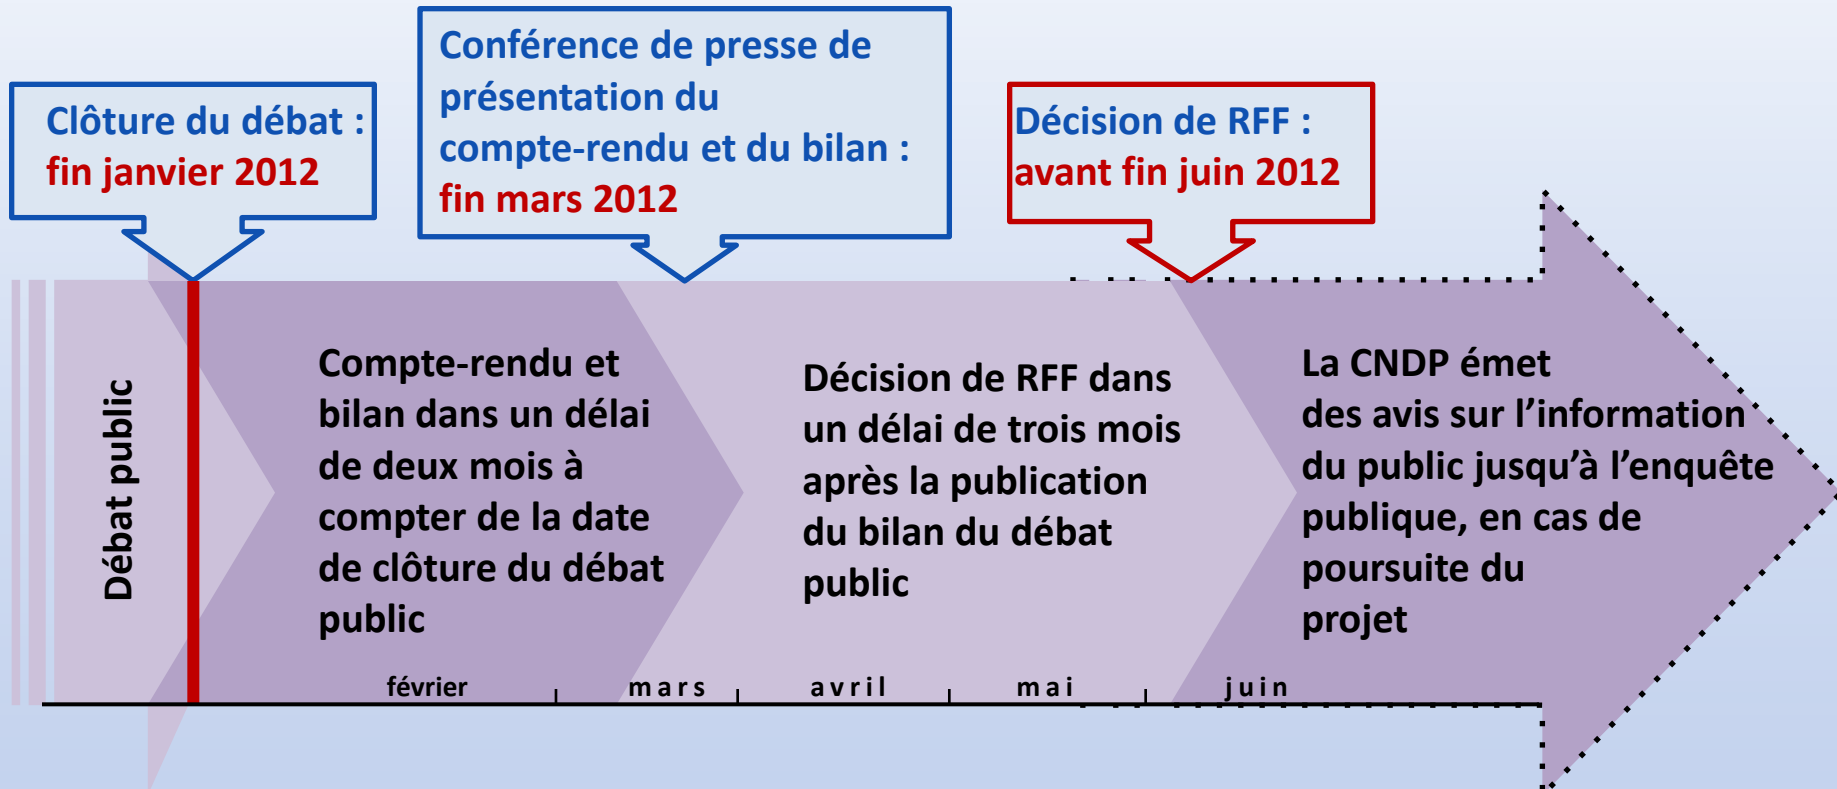 Clôture du débat :
fin janvier 2012
Conférence de presse de
présentation du
compte-rendu et du bilan :
fin mars 2012
Décision de RFF :
avant fin juin 2012
Débat public
Compte-rendu et
bilan dans un délai
de deux mois à
compter de la date
de clôture du débat
public
Décision de RFF dans
un délai de trois mois
après la publication
du bilan du débat
public
La CNDP émet
des avis sur l’information
du public jusqu’à l’enquête
publique, en cas de
poursuite du
projet
février mars avril mai juin